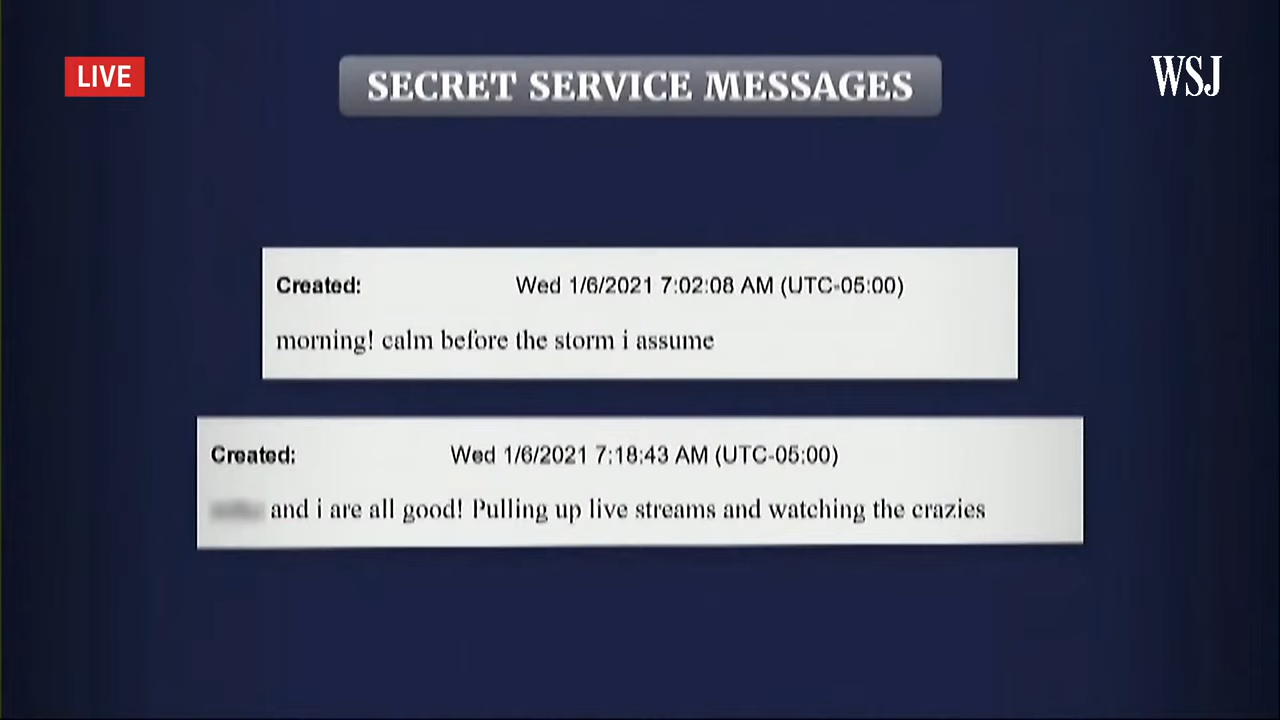 LIVE
SECRET SERVICE MESSAGES
WSJ
Created: Wed 1/6/2021 7:02:08 AM (UTC-05:00)
morning! calm before the storm i assume
Created: Wed 1/6/2021 7:18:43 AM (UTC-05:00)
and i are all good! Pulling up live streams and watching the crazies